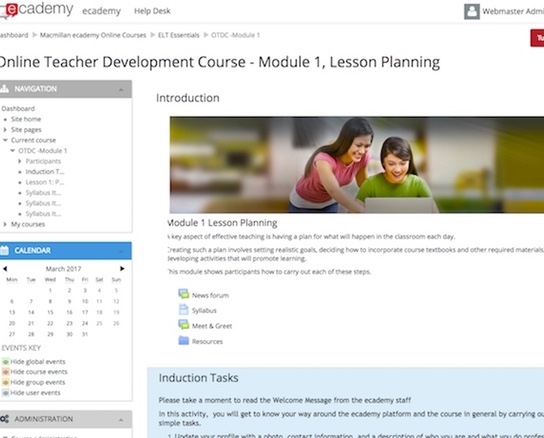 ecademy
ecademy
Help Desk
Webmaster Admi
ashboard
Macmillan ecademy Online Courses
ELT Essentials
OTDC -Module 1
Tu
Online Teacher Development Course - Module 1, Lesson Planning
NAVIGATION
Dashboard
Site home
Site pages
Current course
OTDC -Module 1
Participants
Induction T...
Lesson 1: P...
Syllabus It...
Syllabus It...
Syllabus It...
My courses
CALENDAR
March 2017
Mon Tue Wed Thu Fri Sat Sun
1 2 3 4 5
6 7 8 9 10 11 12
13 14 15 16 17 18 19
20 21 22 23 24 25 26
27 28 29 30 31
EVENTS KEY
Hide global events
Hide course events
Hide group events
Hide user events
ADMINISTRATION
Course administration
Introduction
Module 1 Lesson Planning
A key aspect of effective teaching is having a plan for what will happen in the classroom each day.
Creating such a plan involves setting realistic goals, deciding how to incorporate course textbooks and other required materials,
developing activities that will promote learning.
This module shows participants how to carry out each of these steps.
News forum
Syllabus
Meet & Greet
Resources
Induction Tasks
Please take a moment to read the Welcome Message from the ecademy staff
In this activity, you will get to know your way around the ecademy platform and the course in general by carrying ou
simple tasks.
1. Update your profile with a photo, contact information, and a description of who you are and what you do profes